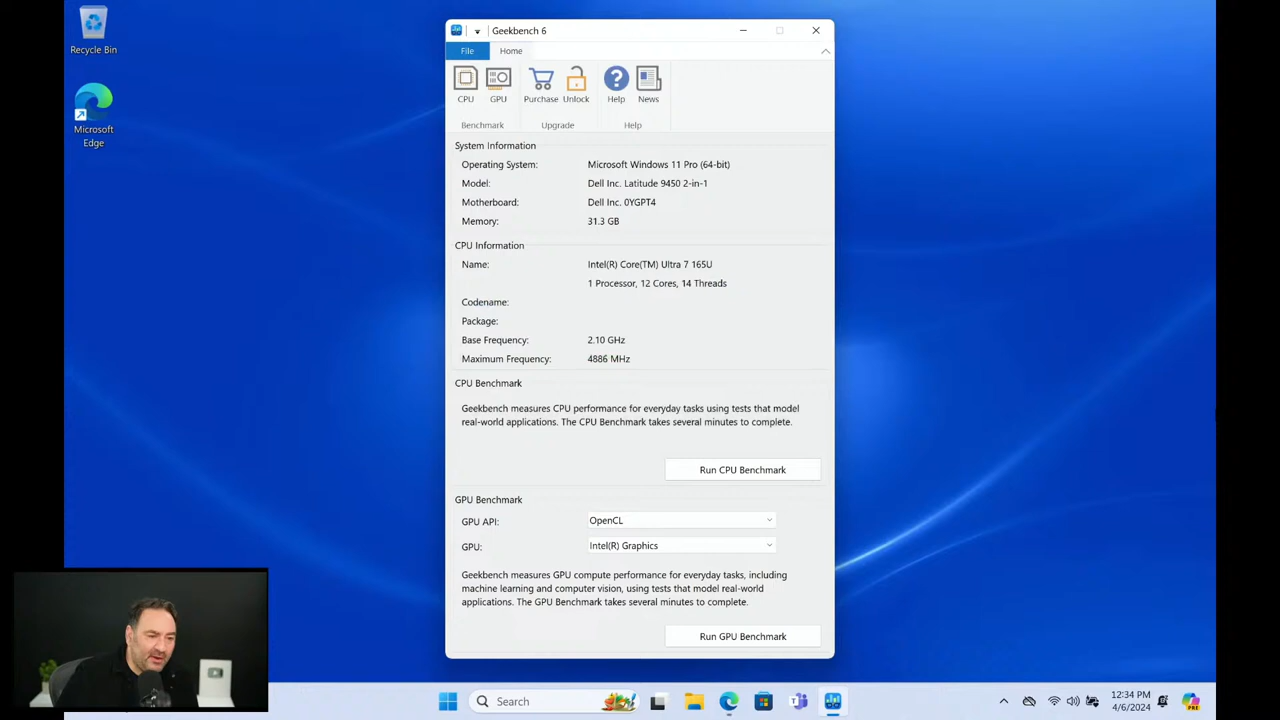 Recycle Bin
Microsoft
Edge
Geekbench 6
File Home
CPU GPU Purchase Unlock Help News
Benchmark Upgrade Help
System Information
Operating System: Microsoft Windows 11 Pro (64-bit)
Model: Dell Inc. Latitude 9450 2-in-1
Motherboard: Dell Inc. 0YGPT4
Memory: 31.3 GB
CPU Information
Name: Intel(R) Core(TM) Ultra 7 165U
1 Processor, 12 Cores, 14 Threads
Codename:
Package:
Base Frequency: 2.10 GHz
Maximum Frequency: 4886 MHz
CPU Benchmark
Geekbench measures CPU performance for everyday tasks using tests that model
real-world applications. The CPU Benchmark takes several minutes to complete.
Run CPU Benchmark
GPU Benchmark
GPU API: OpenCL
GPU: Intel(R) Graphics
Geekbench measures GPU compute performance for everyday tasks, including
machine learning and computer vision, using tests that model real-world
applications. The GPU Benchmark takes several minutes to complete.
Run GPU Benchmark
Search
12:34 PM
4/6/2024